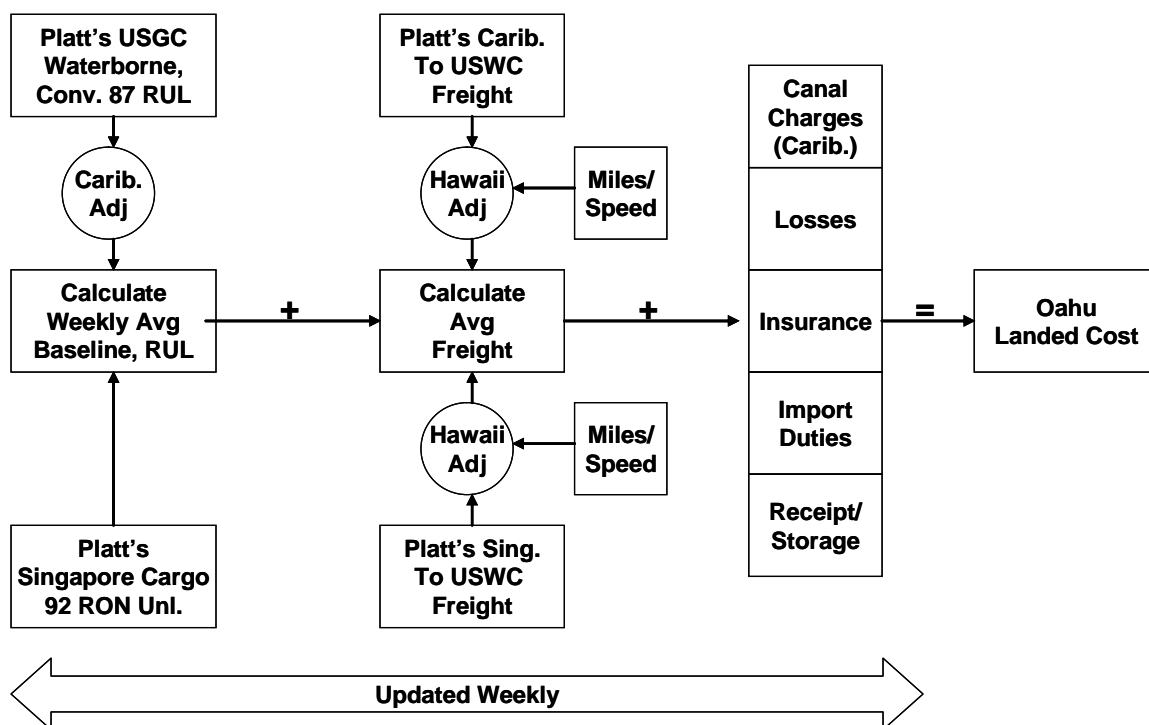 Platt's USGC
Waterborne,
Conv. 87 RUL
Platt's Carib.
To USWC
Freight
Canal
Charges
(Carib.)
Carib.
Adj
Hawaii
Adj
Miles/
Speed
Losses
Calculate
Weekly Avg
Baseline, RUL
+
Calculate
Avg
Freight
+
Insurance
=
Oahu
Landed Cost
Hawaii
Adj
Miles/
Speed
Import
Duties
Platt's
Singapore Cargo
92 RON Unl.
Platt's Sing.
To USWC
Freight
Receipt/
Storage
Updated Weekly